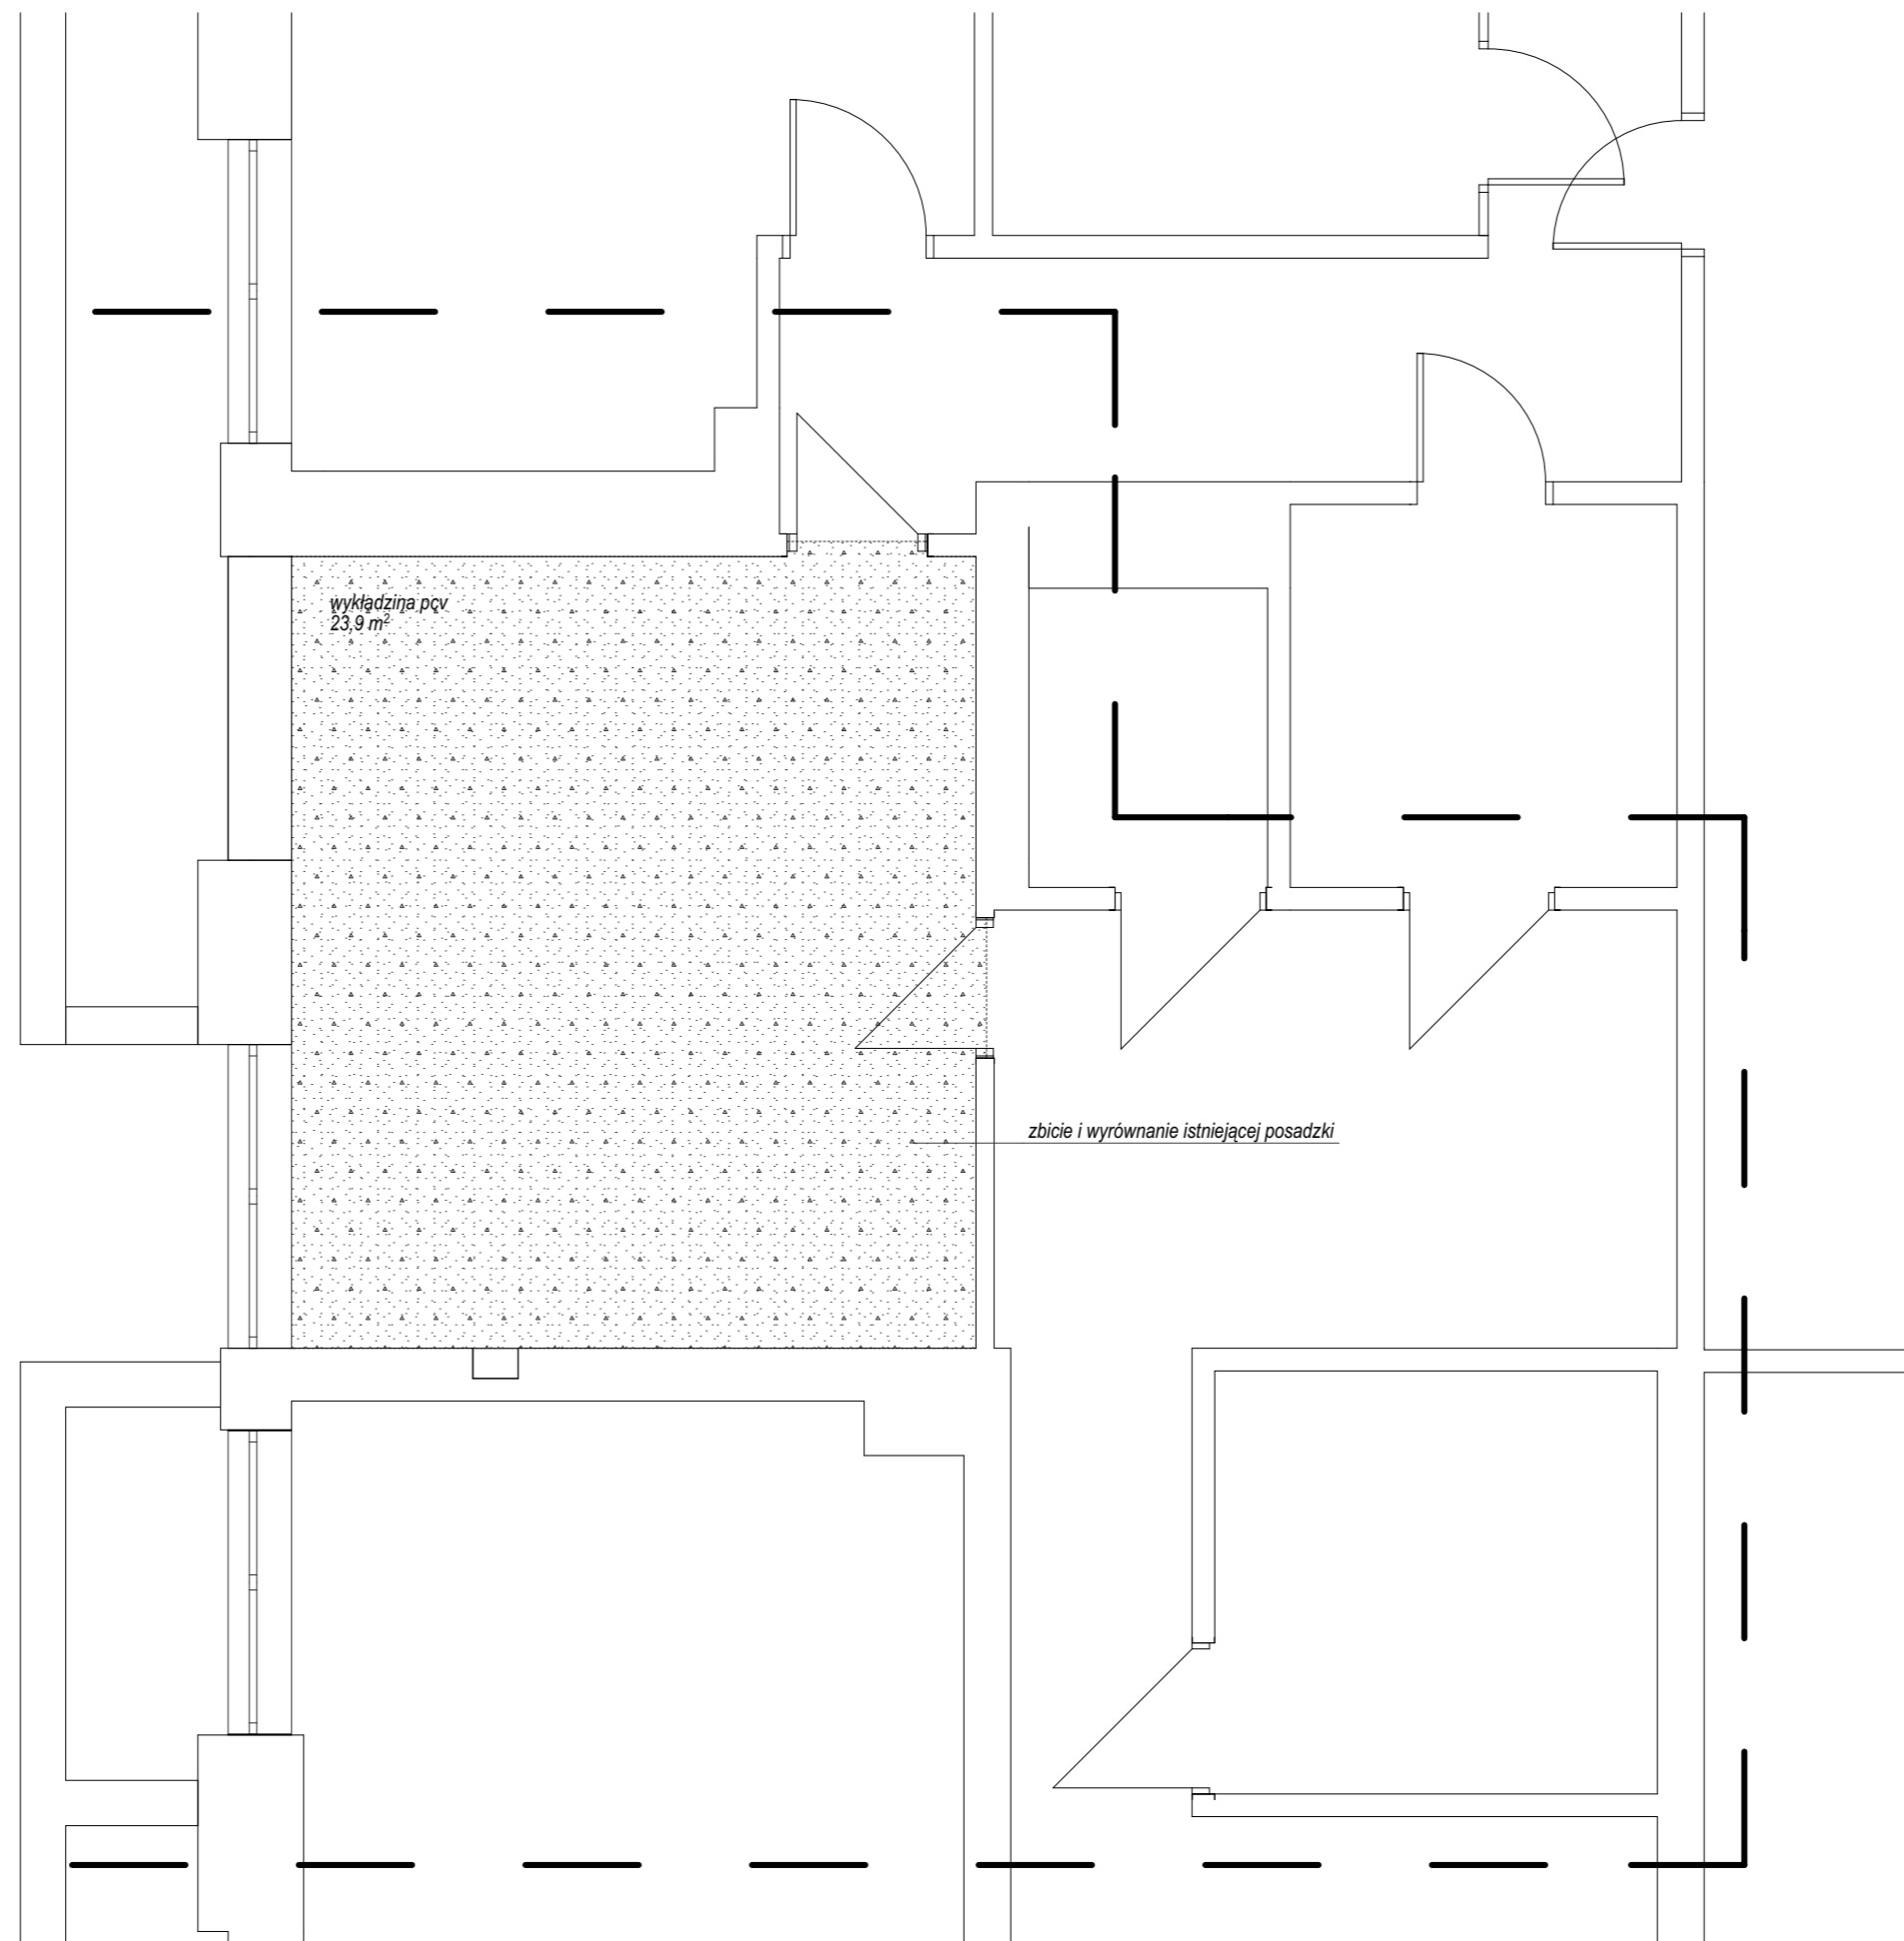 wykładzina pcv
23,9 m²
zbicie i wyrównanie istniejącej posadzki